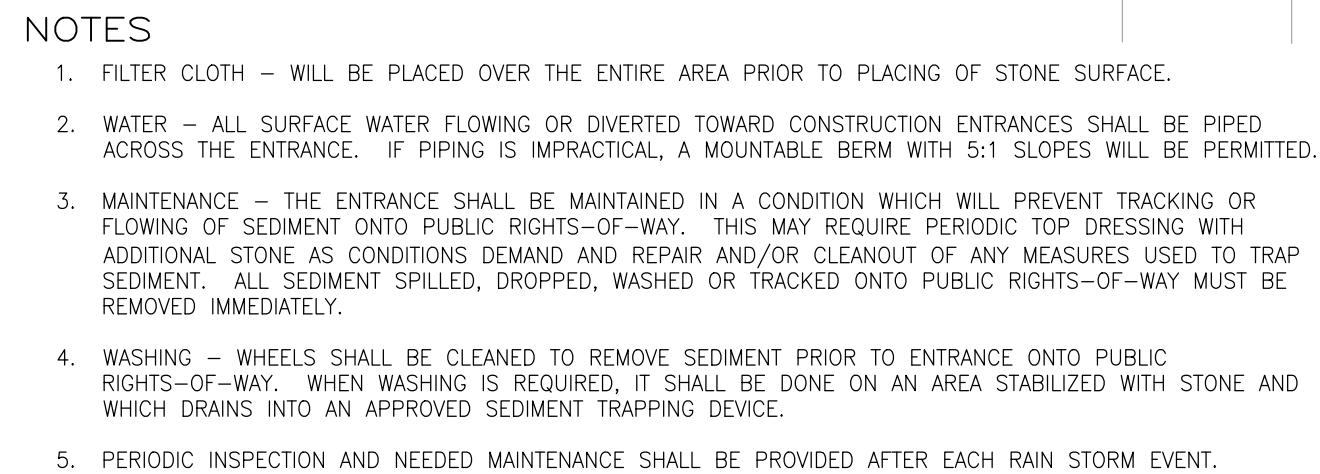 NOTES
1. FILTER CLOTH – WILL BE PLACED OVER THE ENTIRE AREA PRIOR TO PLACING OF STONE SURFACE.
2. WATER – ALL SURFACE WATER FLOWING OR DIVERTED TOWARD CONSTRUCTION ENTRANCES SHALL BE PIPED
ACROSS THE ENTRANCE. IF PIPING IS IMPRACTICAL, A MOUNTABLE BERM WITH 5:1 SLOPES WILL BE PERMITTED.
3. MAINTENANCE – THE ENTRANCE SHALL BE MAINTAINED IN A CONDITION WHICH WILL PREVENT TRACKING OR
FLOWING OF SEDIMENT ONTO PUBLIC RIGHTS–OF–WAY. THIS MAY REQUIRE PERIODIC TOP DRESSING WITH
ADDITIONAL STONE AS CONDITIONS DEMAND AND REPAIR AND/OR CLEANOUT OF ANY MEASURES USED TO TRAP
SEDIMENT. ALL SEDIMENT SPILLED, DROPPED, WASHED OR TRACKED ONTO PUBLIC RIGHTS–OF–WAY MUST BE
REMOVED IMMEDIATELY.
4. WASHING – WHEELS SHALL BE CLEANED TO REMOVE SEDIMENT PRIOR TO ENTRANCE ONTO PUBLIC
RIGHTS–OF–WAY. WHEN WASHING IS REQUIRED, IT SHALL BE DONE ON AN AREA STABILIZED WITH STONE AND
WHICH DRAINS INTO AN APPROVED SEDIMENT TRAPPING DEVICE.
5. PERIODIC INSPECTION AND NEEDED MAINTENANCE SHALL BE PROVIDED AFTER EACH RAIN STORM EVENT.